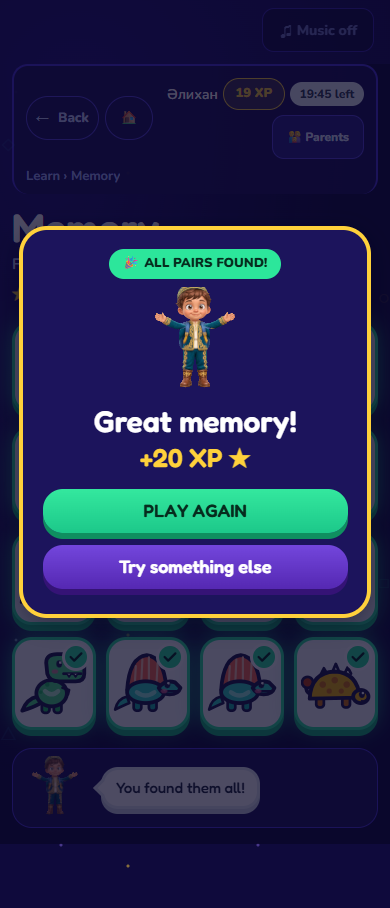 Music off
← Back
Әлихан
19 XP
19:45 left
Parents
Learn › Memory
Memory
ALL PAIRS FOUND!
Great memory!
+20 XP ★
PLAY AGAIN
Try something else
You found them all!